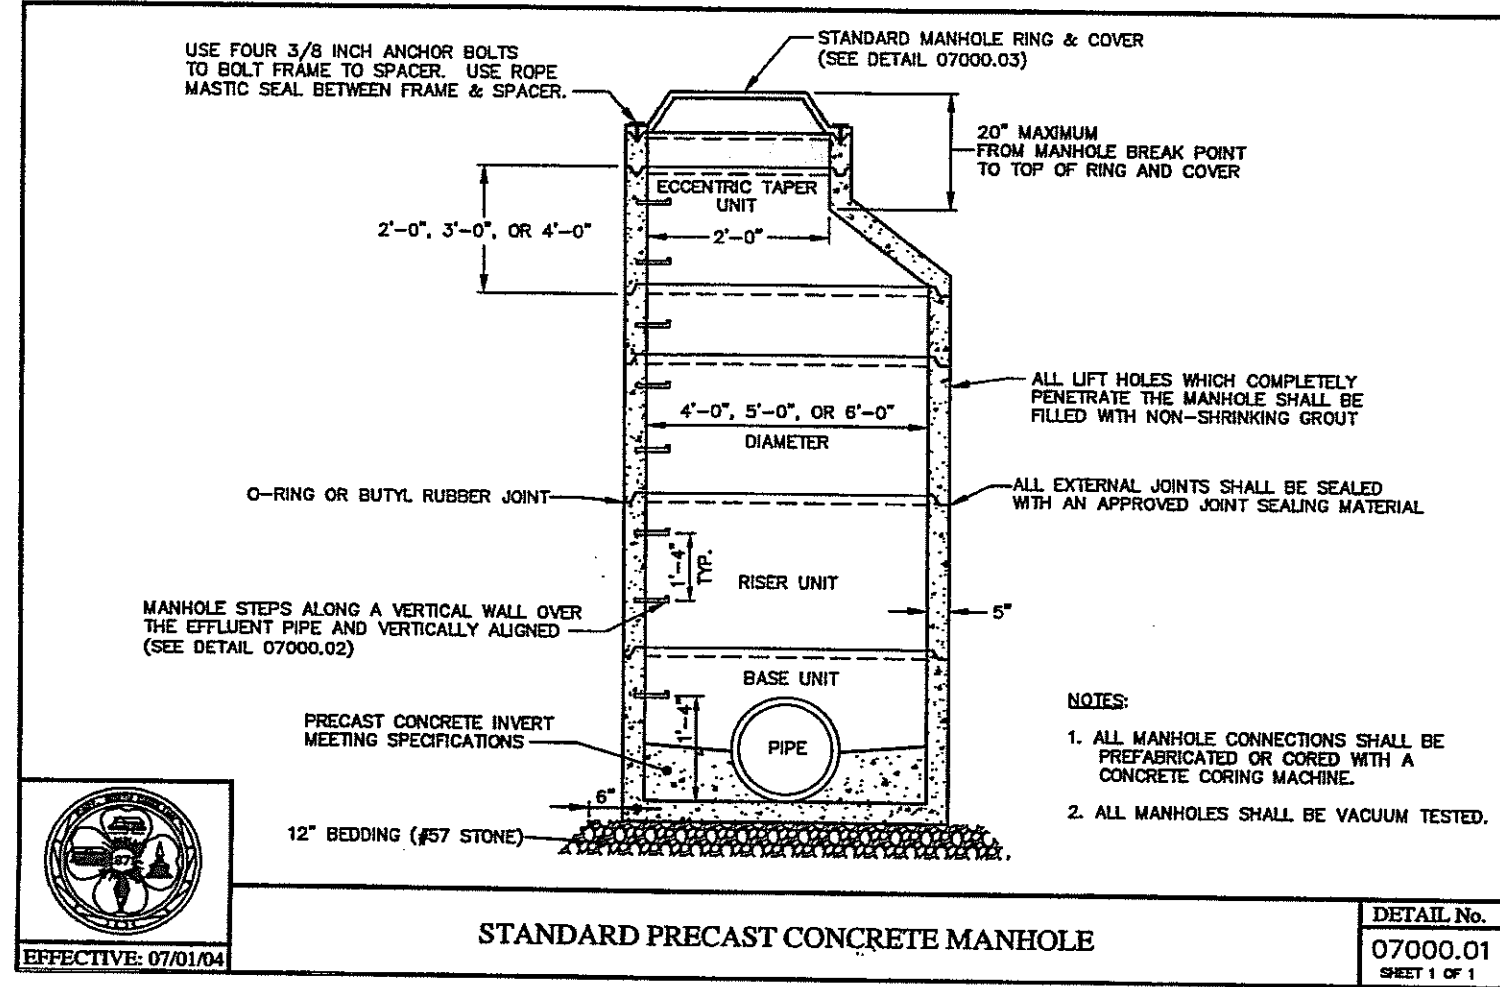 USE FOUR 3/8 INCH ANCHOR BOLTS
TO BOLT FRAME TO SPACER. USE ROPE
MASTIC SEAL BETWEEN FRAME & SPACER.
STANDARD MANHOLE RING & COVER
(SEE DETAIL 07000.03)
20" MAXIMUM
FROM MANHOLE BREAK POINT
TO TOP OF RING AND COVER
ECCENTRIC TAPER
UNIT
2'-0", 3'-0", OR 4'-0"
2'-0"
ALL LIFT HOLES WHICH COMPLETELY
PENETRATE THE MANHOLE SHALL BE
FILLED WITH NON-SHRINKING GROUT
4'-0", 5'-0", OR 6'-0"
DIAMETER
O-RING OR BUTYL RUBBER JOINT
ALL EXTERNAL JOINTS SHALL BE SEALED
WITH AN APPROVED JOINT SEALING MATERIAL
1'-4"
TYP.
RISER UNIT
5"
MANHOLE STEPS ALONG A VERTICAL WALL OVER
THE EFFLUENT PIPE AND VERTICALLY ALIGNED
(SEE DETAIL 07000.02)
BASE UNIT
1'-4"
PRECAST CONCRETE INVERT
MEETING SPECIFICATIONS
PIPE
6"
12" BEDDING (#57 STONE)
NOTES:
1. ALL MANHOLE CONNECTIONS SHALL BE
PREFABRICATED OR CORED WITH A
CONCRETE CORING MACHINE.
2. ALL MANHOLES SHALL BE VACUUM TESTED.
EFFECTIVE: 07/01/04
STANDARD PRECAST CONCRETE MANHOLE
DETAIL No.
07000.01
SHEET 1 OF 1